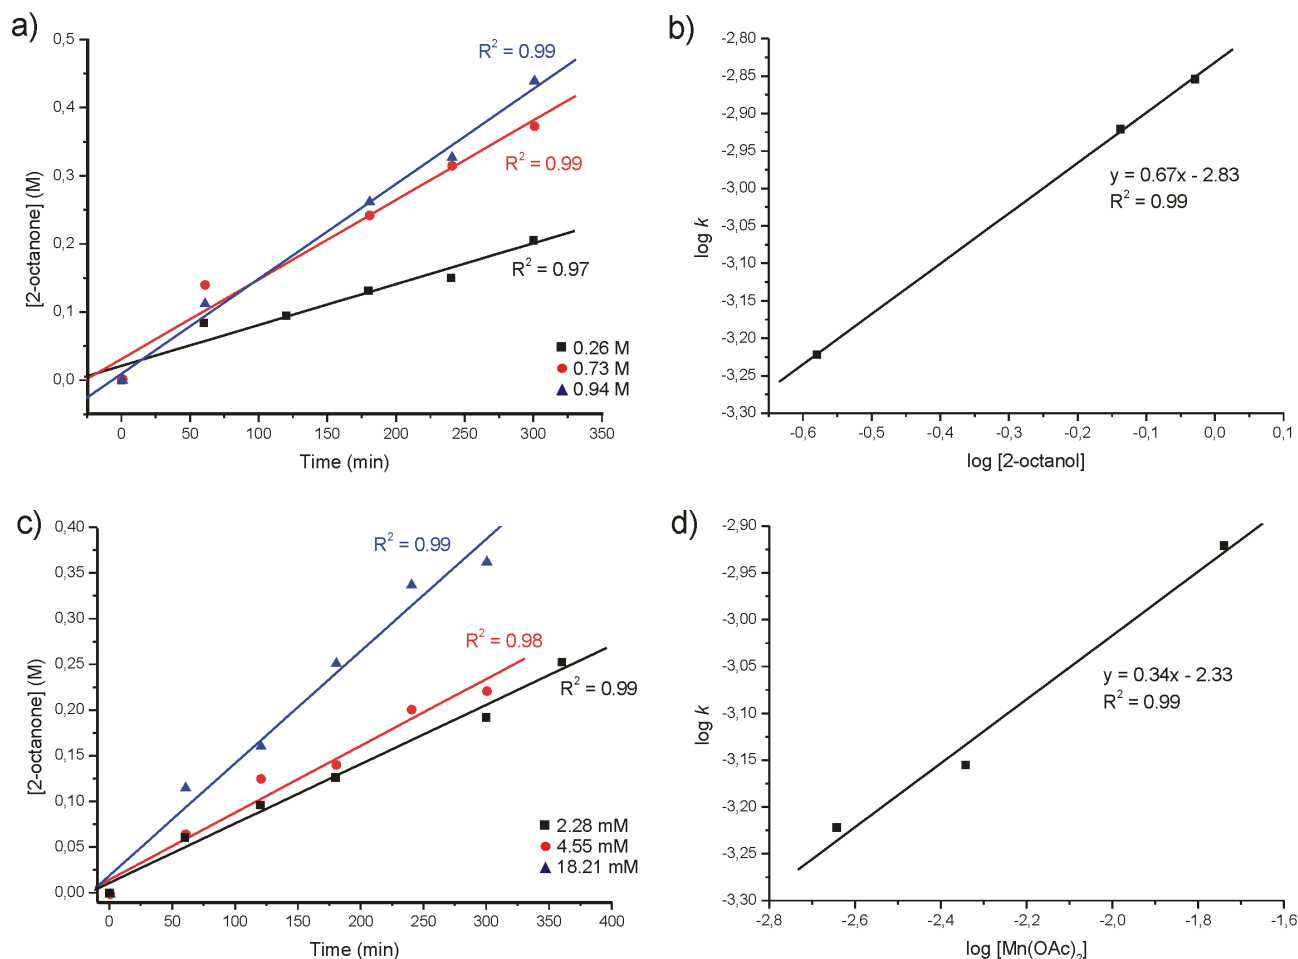 a)
0,5
0,4
0,3
0,2
0,1
0,0
[2-octanone] (M)
R² = 0.99
R² = 0.99
R² = 0.97
0.26 M
0.73 M
0.94 M
0 50 100 150 200 250 300 350
Time (min)
b)
-2,80
-2,85
-2,90
-2,95
-3,00
-3,05
-3,10
-3,15
-3,20
-3,25
-3,30
log k
y = 0.67x - 2.83
R² = 0.99
-0,6 -0,5 -0,4 -0,3 -0,2 -0,1 0,0 0,1
log [2-octanol]
c)
0,40
0,35
0,30
0,25
0,20
0,15
0,10
0,05
0,00
[2-octanone] (M)
R² = 0.99
R² = 0.98
R² = 0.99
2.28 mM
4.55 mM
18.21 mM
0 50 100 150 200 250 300 350 400
Time (min)
d)
-2,90
-2,95
-3,00
-3,05
-3,10
-3,15
-3,20
-3,25
-3,30
log k
y = 0.34x - 2.33
R² = 0.99
-2,8 -2,6 -2,4 -2,2 -2,0 -1,8 -1,6
log [Mn(OAc)₂]